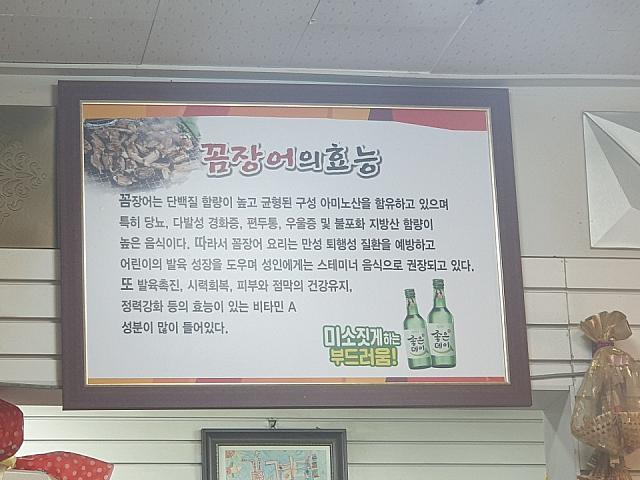 꼼장어의효능
꼼장어는 단백질 함량이 높고 균형된 구성 아미노산을 함유하고 있으며
특히 당뇨, 다발성 경화증, 편두통, 우울증 및 불포화 지방산 함량이
높은 음식이다. 따라서 꼼장어 요리는 만성 퇴행성 질환을 예방하고
어린이의 발육 성장을 도우며 성인에게는 스테미너 음식으로 권장되고 있다.
또 발육촉진, 시력회복, 피부와 점막의 건강유지,
정력강화 등의 효능이 있는 비타민 A
성분이 많이 들어있다.
미소짓게하는
부드러움!
좋은
데이
좋은
데이